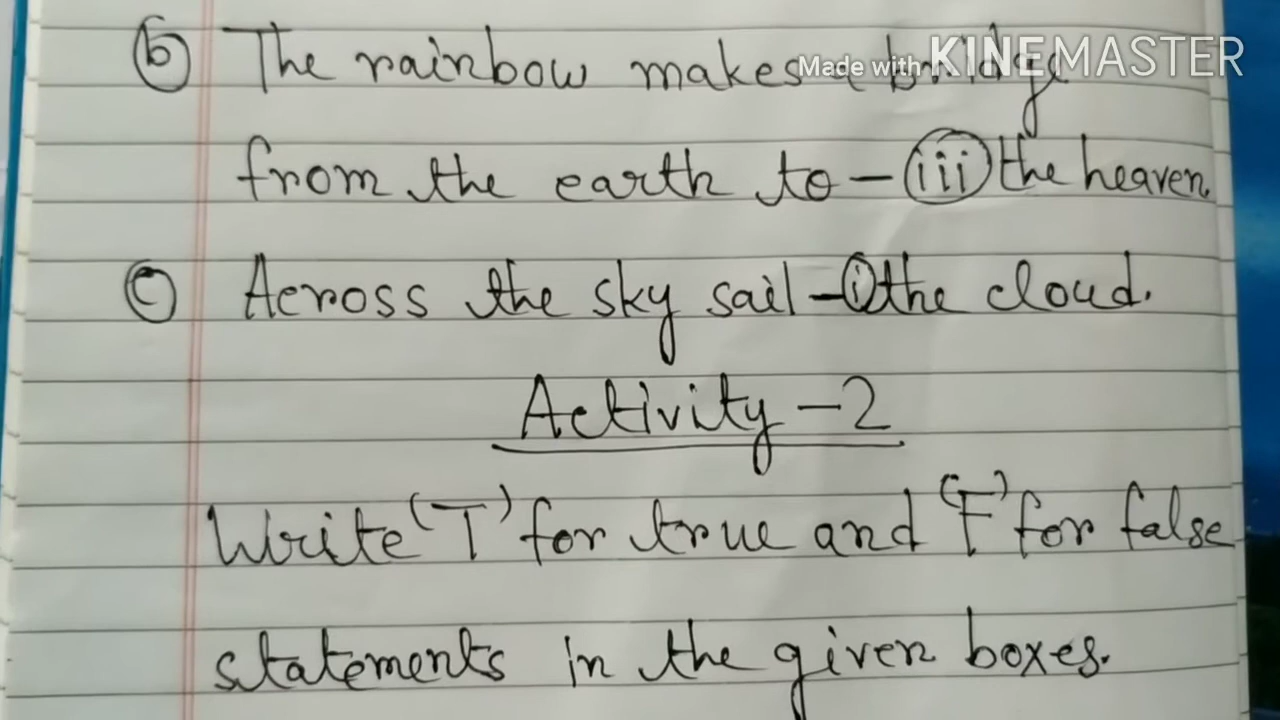 ⓑ The rainbow makes a bridge
Made with KINEMASTER
from the earth to – ⓘⓘⓘ the heaven.
ⓒ Across the sky sail – ⓘ the cloud.
Activity – 2
Write 'T' for true and 'F' for false
statements in the given boxes.